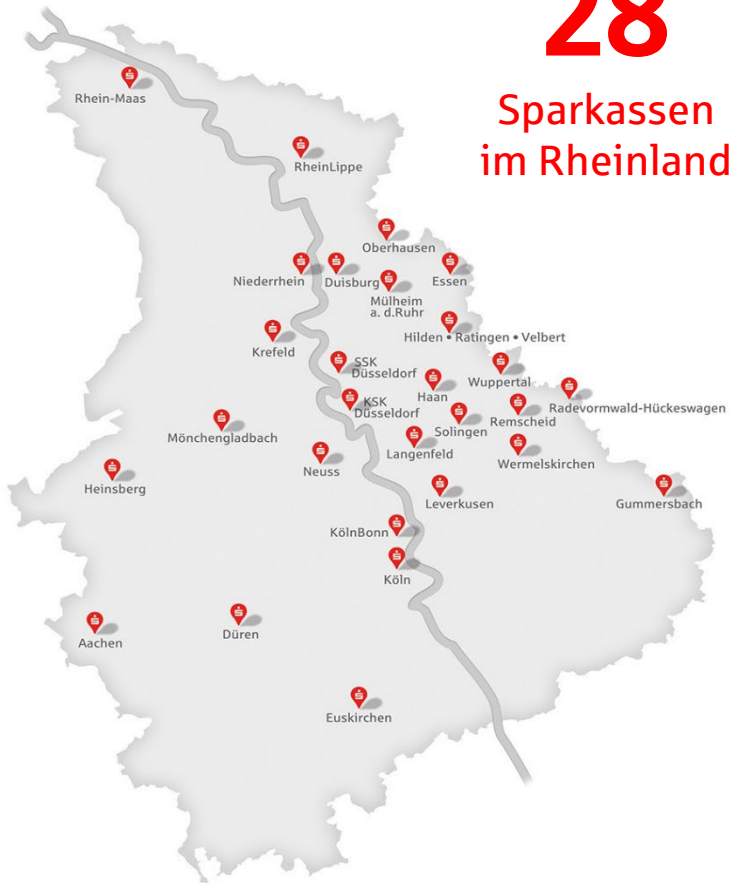 28
Sparkassen
im Rheinland
Rhein-Maas
RheinLippe
Oberhausen
Niederrhein
Duisburg
Essen
Mülheim
a. d.Ruhr
Hilden • Ratingen • Velbert
Krefeld
SSK
Düsseldorf
Wuppertal
Haan
KSK
Düsseldorf
Radevormwald-Hückeswagen
Remscheid
Solingen
Mönchengladbach
Langenfeld
Wermelskirchen
Neuss
Heinsberg
Leverkusen
Gummersbach
KölnBonn
Köln
Aachen
Düren
Euskirchen